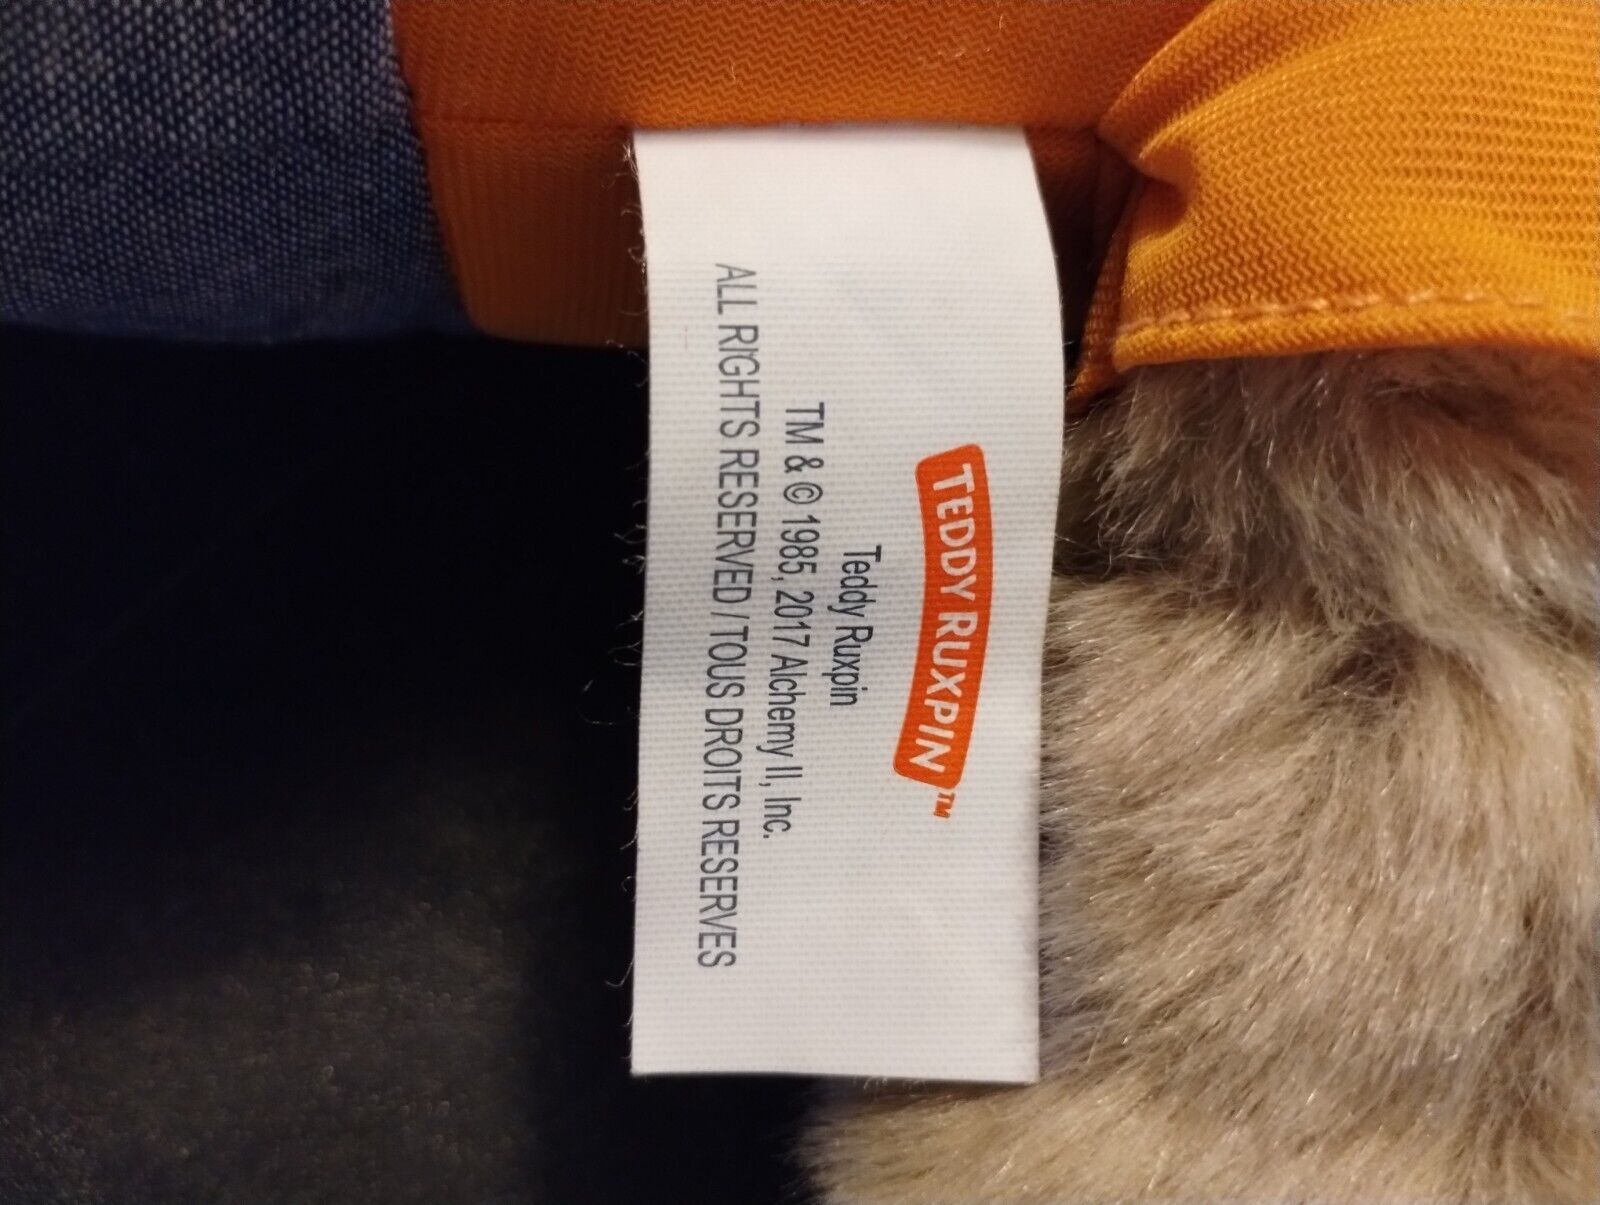 TEDDY RUXPIN™
Teddy Ruxpin
TM & © 1985, 2017 Alchemy II, Inc.
ALL RIGHTS RESERVED / TOUS DROITS RESERVES